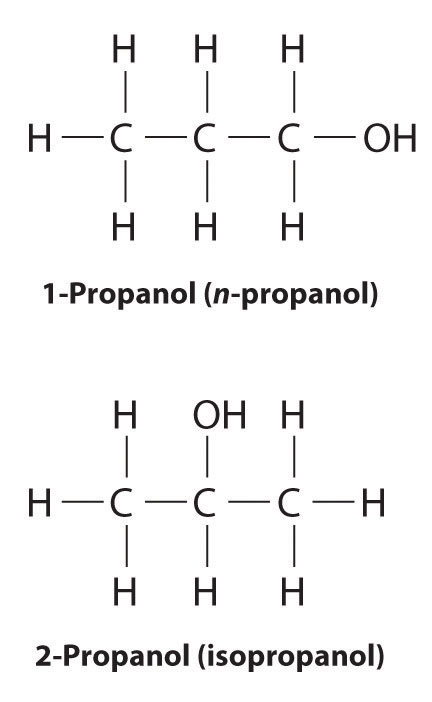 H H H
H C C C OH
H H H
1-Propanol (n-propanol)
H OH H
H C C C H
H H H
2-Propanol (isopropanol)